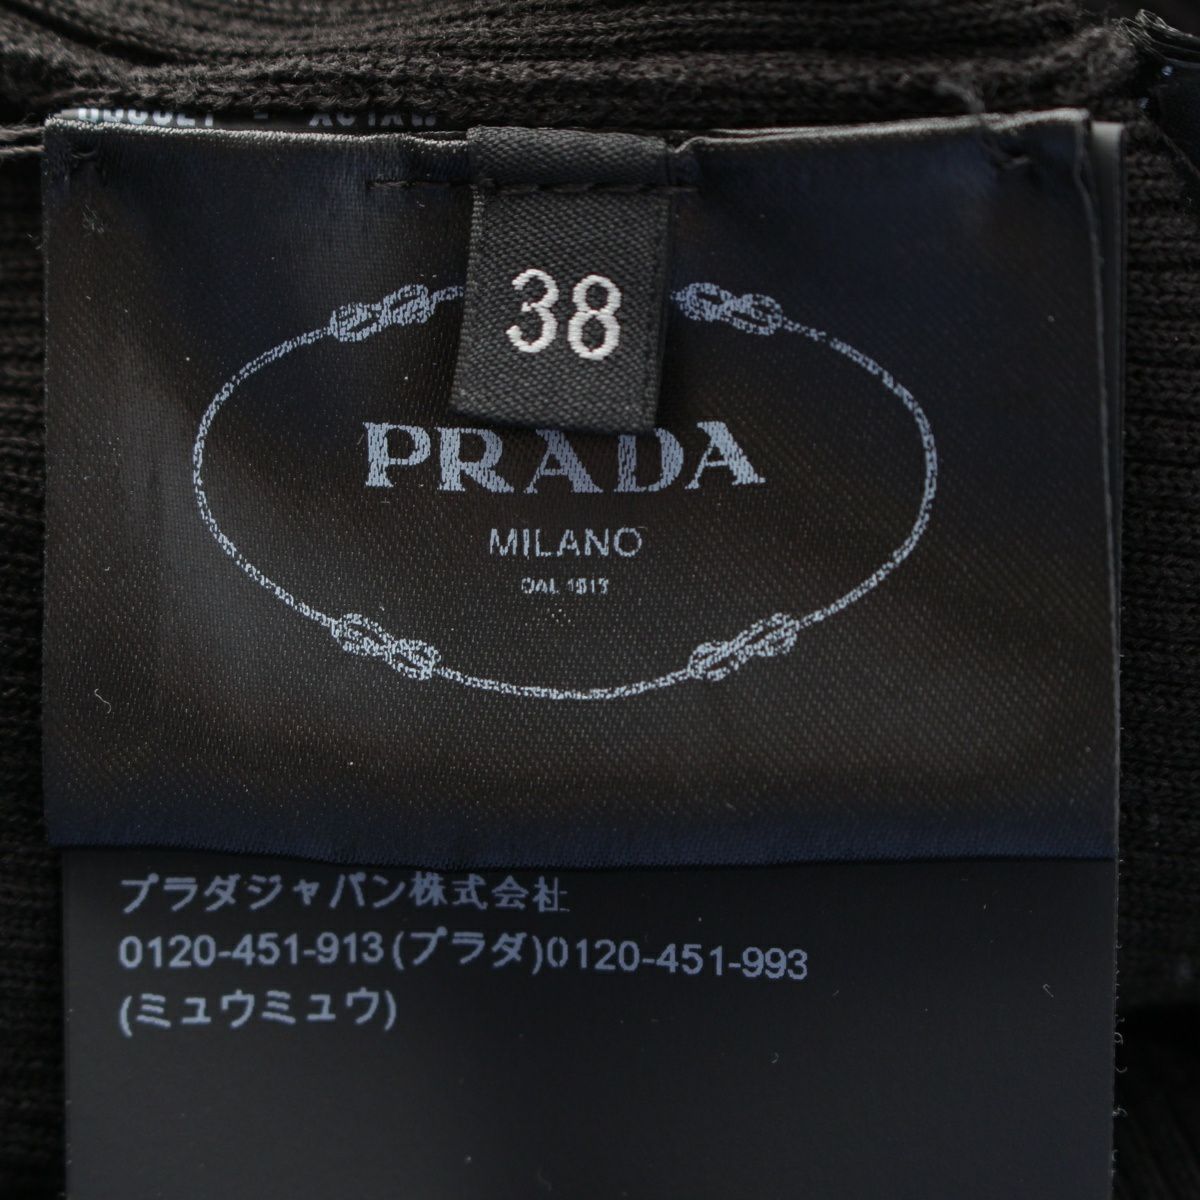 38
PRADA
MILANO
DAL 1913
プラダジャパン株式会社
0120-451-913(プラダ)0120-451-993
(ミュウミュウ)